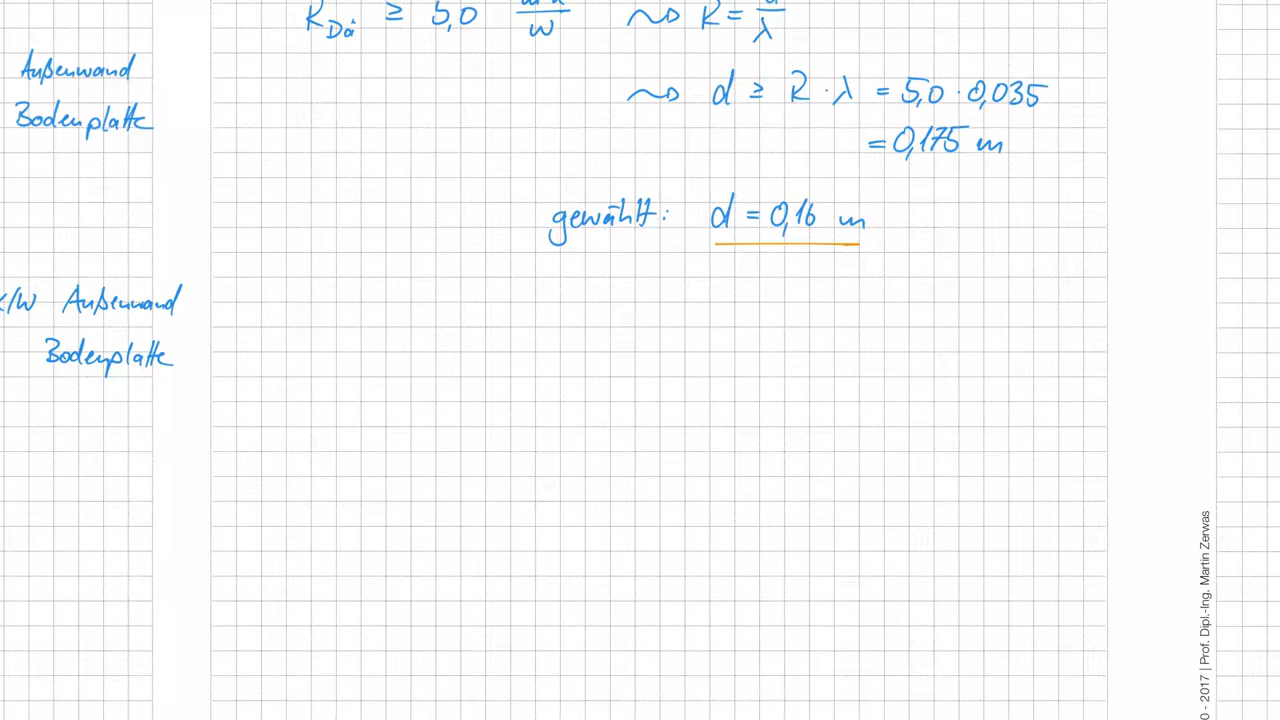 R_Dä ≥ 5,0 m²K/W ⇝ R = d/λ
Außenwand
Bodenplatte
⇝ d ≥ R · λ = 5,0 · 0,035
= 0,175 m
gewählt: d = 0,16 m
K/W Außenwand
Bodenplatte
0 - 2017 | Prof. Dipl.-Ing. Martin Zerwas